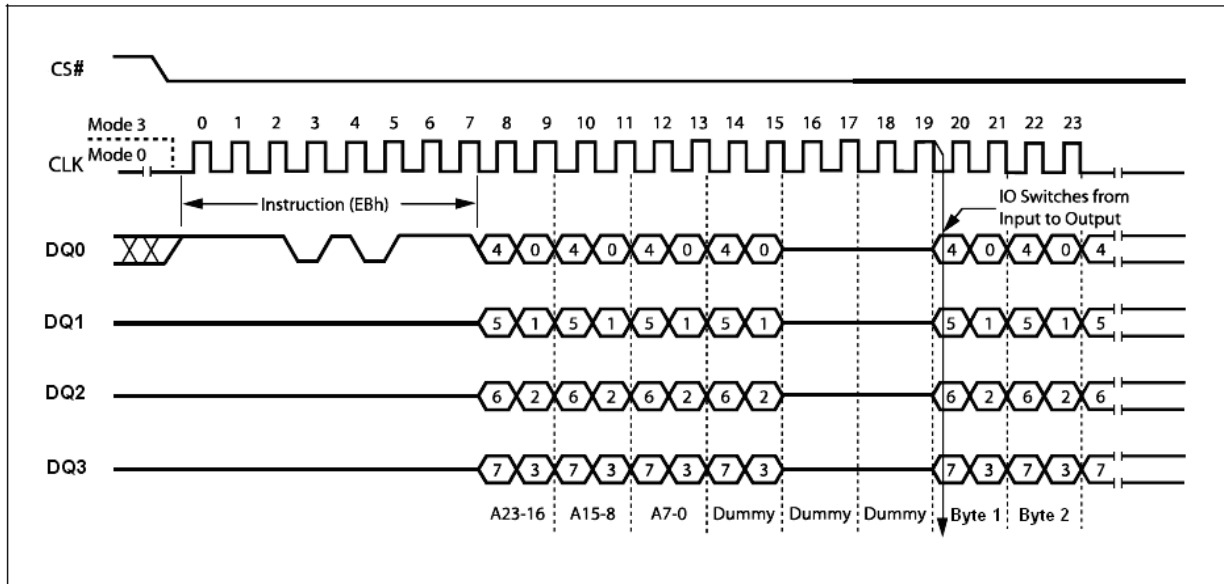 CS#
Mode 3
0 1 2 3 4 5 6 7 8 9 10 11 12 13 14 15 16 17 18 19 20 21 22 23
Mode 0
CLK
Instruction (EBh)
IO Switches from
Input to Output
DQ0 4 0 4 0 4 0 4 0 4 0 4 0 4
DQ1 5 1 5 1 5 1 5 1 5 1 5 1 5
DQ2 6 2 6 2 6 2 6 2 6 2 6 2 6
DQ3 7 3 7 3 7 3 7 3 7 3 7 3 7
A23-16 A15-8 A7-0 Dummy Dummy Dummy Byte 1 Byte 2